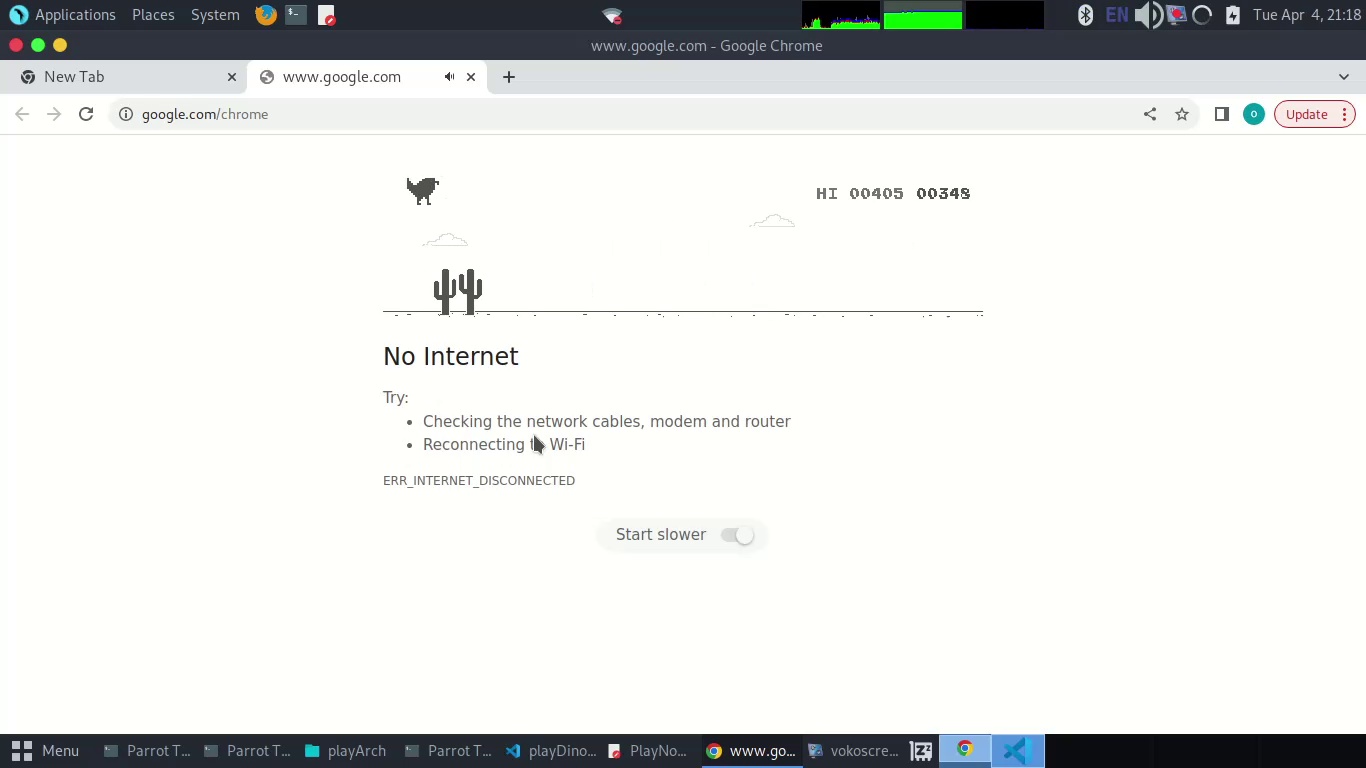 Applications Places System EN Tue Apr 4, 21:18
www.google.com - Google Chrome
New Tab www.google.com
google.com/chrome o Update
HI 00405 00348
No Internet
Try:
Checking the network cables, modem and router
Reconnecting Wi-Fi
ERR_INTERNET_DISCONNECTED
Start slower
Menu Parrot T... Parrot T... playArch Parrot T... playDino... PlayNo... www.go... vokoscre...